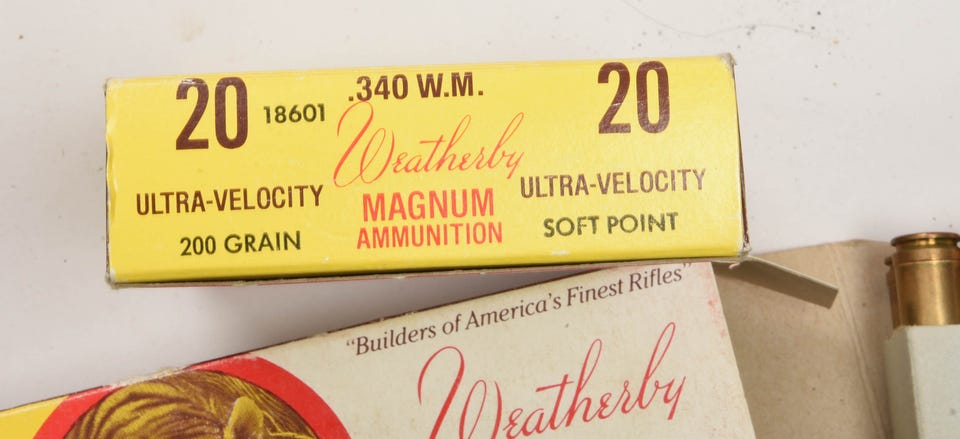 20 18601 .340 W.M. 20
Weatherby
ULTRA-VELOCITY MAGNUM ULTRA-VELOCITY
200 GRAIN AMMUNITION SOFT POINT
"Builders of America's Finest Rifles"
Weatherby